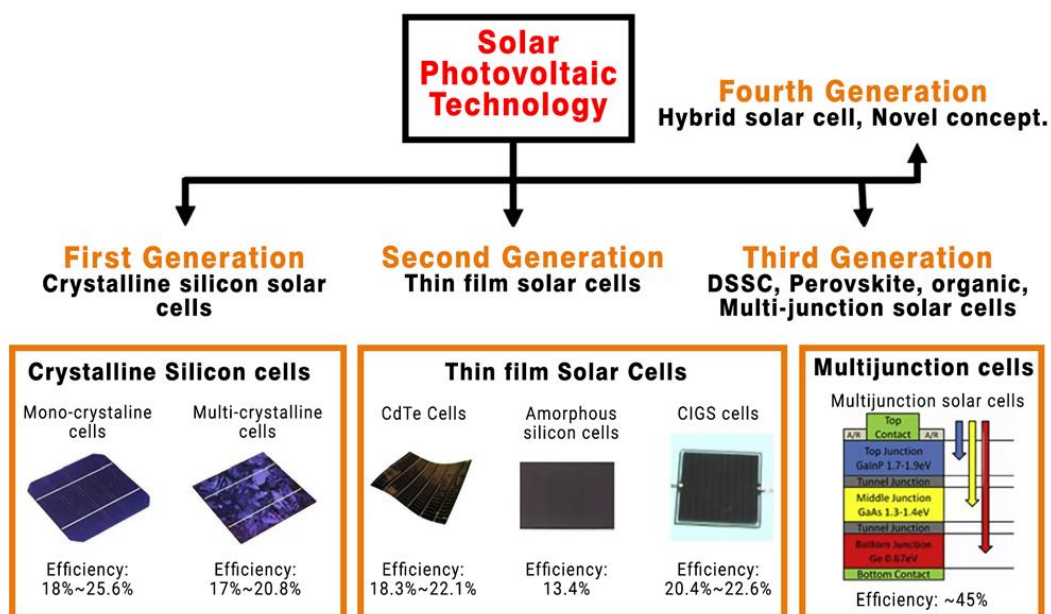 Solar
Photovoltaic
Technology
Fourth Generation
Hybrid solar cell, Novel concept.
First Generation
Crystalline silicon solar
cells
Second Generation
Thin film solar cells
Third Generation
DSSC, Perovskite, organic,
Multi-junction solar cells
Crystalline Silicon cells
Mono-crystaline
cells
Multi-crystalline
cells
Efficiency:
18%~25.6%
Efficiency:
17%~20.8%
Thin film Solar Cells
CdTe Cells
Amorphous
silicon cells
CIGS cells
Efficiency:
18.3%~22.1%
Efficiency:
13.4%
Efficiency:
20.4%~22.6%
Multijunction cells
Multijunction solar cells
Top
Contact
A/R
A/R
Top Junction
GaInP 1.7-1.9eV
Tunnel Junction
Middle Junction
GaAs 1.3-1.4eV
Tunnel Junction
Bottom Junction
Ge 0.67eV
Bottom Contact
Efficiency: ~45%